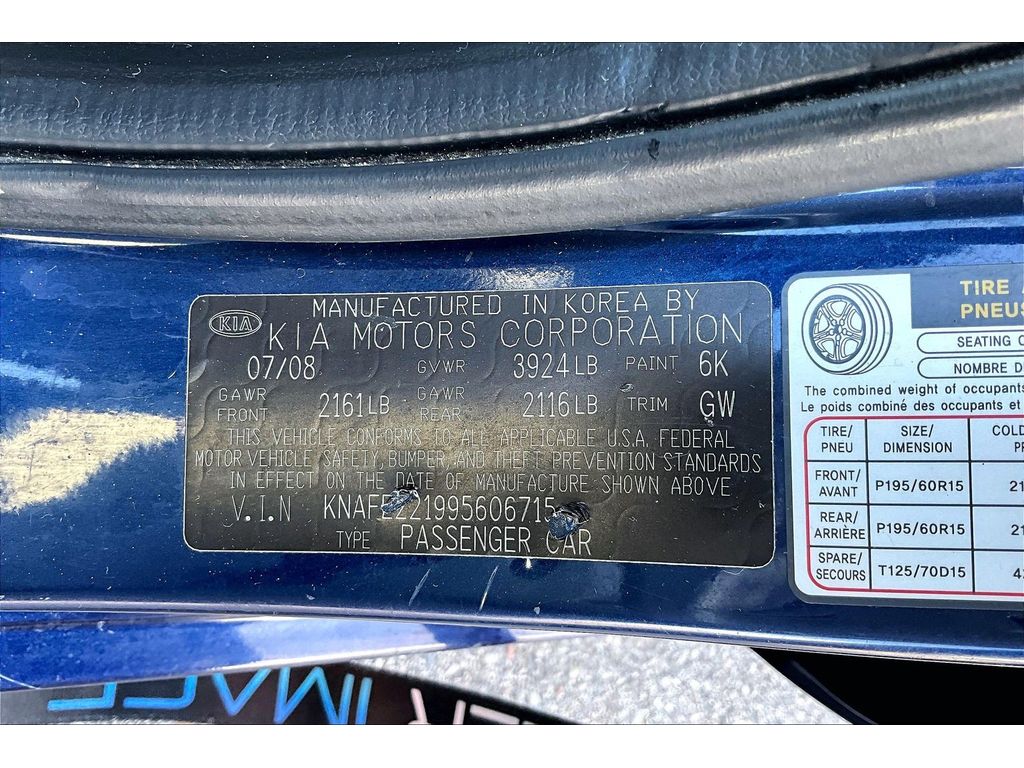 MANUFACTURED IN KOREA BY
KIA
KIA MOTORS CORPORATION
07/08 GVWR 3924LB PAINT 6K
GAWR FRONT 2161LB GAWR REAR 2116LB TRIM GW
THIS VEHICLE CONFORMS TO ALL APPLICABLE U.S.A. FEDERAL
MOTOR VEHICLE SAFETY, BUMPER, AND THEFT PREVENTION STANDARDS
IN EFFECT ON THE DATE OF MANUFACTURE SHOWN ABOVE
V.I.N
TYPE PASSENGER CAR
TIRE
PNEUS
SEATING
NOMBRE
The combined weight of occupants
Le poids combiné des occupants et
TIRE/ PNEU SIZE/ DIMENSION COLD
FRONT/ AVANT P195/60R15
REAR/ ARRIÈRE P195/60R15
SPARE/ SECOURS T125/70D15